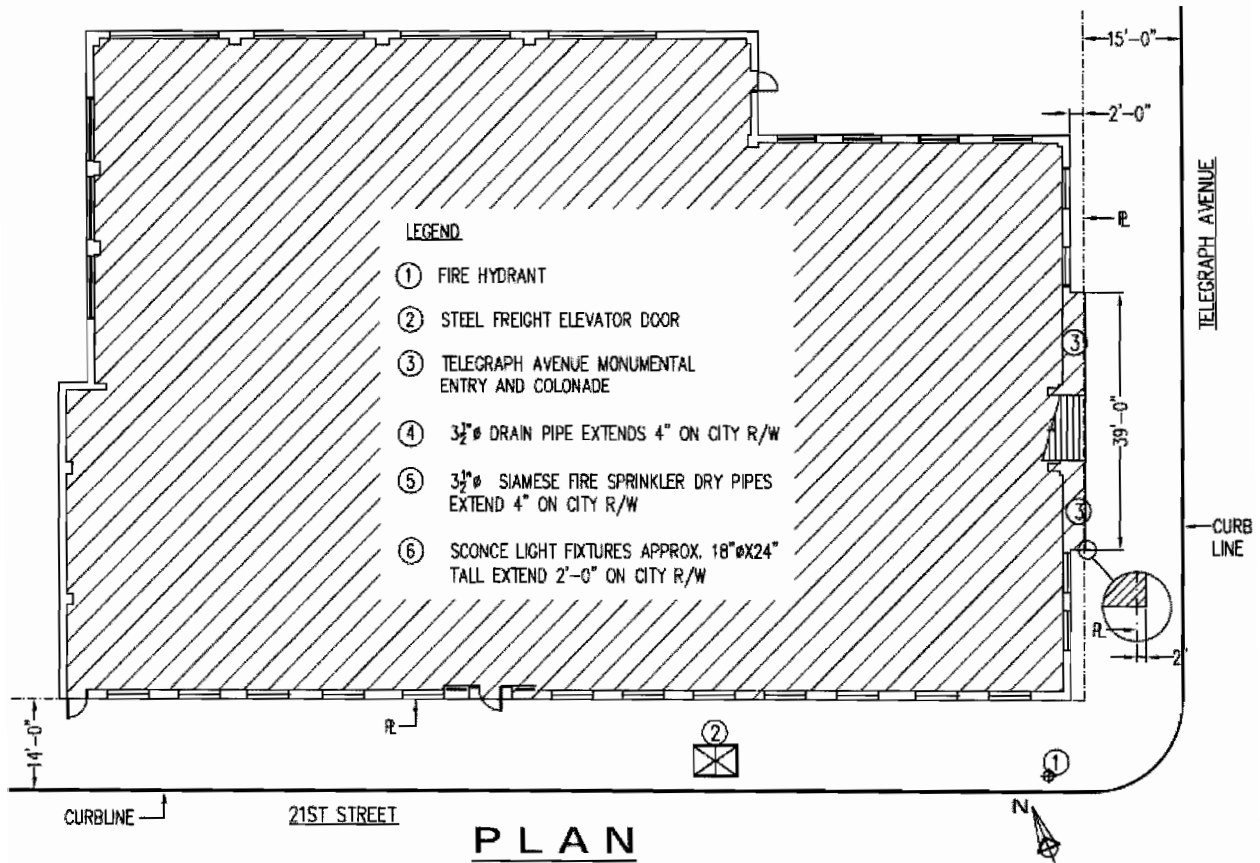 15'-0"
2'-0"
TELEGRAPH AVENUE
PL
LEGEND
① FIRE HYDRANT
② STEEL FREIGHT ELEVATOR DOOR
③ TELEGRAPH AVENUE MONUMENTAL
ENTRY AND COLONADE
④ 3½"ø DRAIN PIPE EXTENDS 4" ON CITY R/W
⑤ 3½"ø SIAMESE FIRE SPRINKLER DRY PIPES
EXTEND 4" ON CITY R/W
⑥ SCONCE LIGHT FIXTURES APPROX. 18"øX24"
TALL EXTEND 2'-0" ON CITY R/W
③
39'-0"
③
CURB
LINE
PL
2
PL
14'-0"
②
①
CURBLINE
21ST STREET
N
PLAN